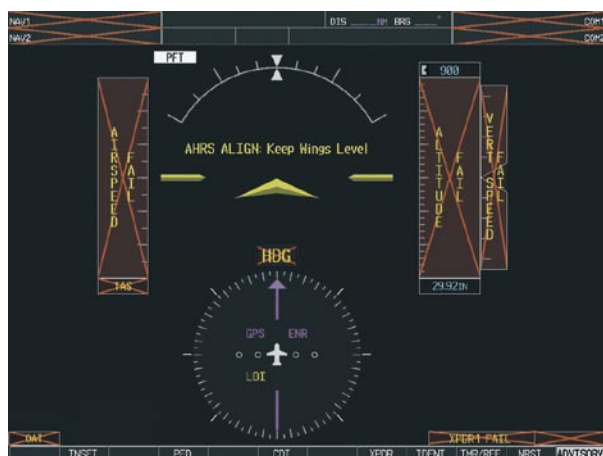 NAV1 DIS ____NM BRG ____° COM1
NAV2 COM2
PFT
900
AHRS ALIGN: Keep Wings Level
AIRSPEED FAIL
ALTITUDE FAIL
VERT SPEED FAIL
HDG
TAS
29.92IN
GPS ENR
LOI
OAT XPDR1 FAIL
INSET PFD CDI XPDR IDENT TMR/REF NRST ADVISORY